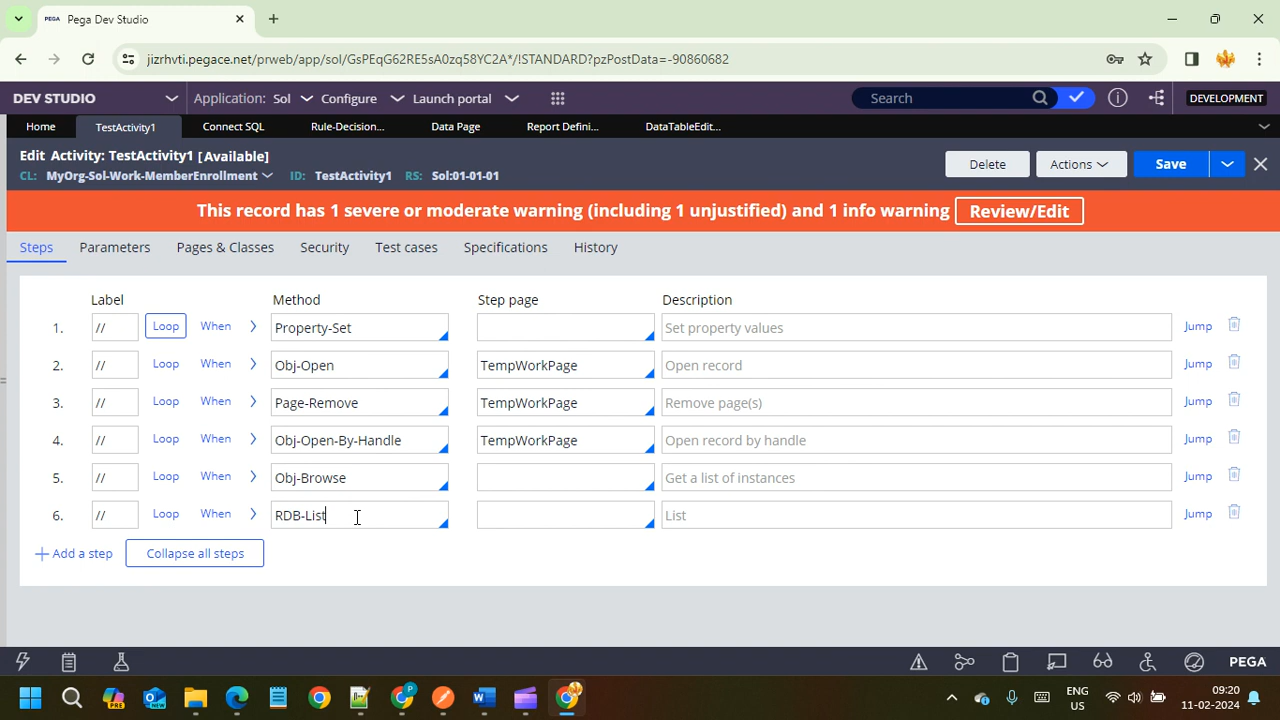 PEGA Pega Dev Studio
jizrhvti.pegace.net/prweb/app/sol/GsPEqG62RE5sA0zq58YC2A*/!STANDARD?pzPostData=-90860682
DEV STUDIO Application: Sol Configure Launch portal Search DEVELOPMENT
Home TestActivity1 Connect SQL Rule-Decision... Data Page Report Defini... DataTableEdit...
Edit Activity: TestActivity1 [Available]
CL: MyOrg-Sol-Work-MemberEnrollment ID: TestActivity1 RS: Sol:01-01-01
Delete Actions Save
This record has 1 severe or moderate warning (including 1 unjustified) and 1 info warning Review/Edit
Steps Parameters Pages & Classes Security Test cases Specifications History
Label Method Step page Description
1. // Loop When Property-Set Set property values Jump
2. // Loop When Obj-Open TempWorkPage Open record Jump
3. // Loop When Page-Remove TempWorkPage Remove page(s) Jump
4. // Loop When Obj-Open-By-Handle TempWorkPage Open record by handle Jump
5. // Loop When Obj-Browse Get a list of instances Jump
6. // Loop When RDB-List List Jump
+ Add a step Collapse all steps
PEGA
PRE P W ENG US 09:20
11-02-2024